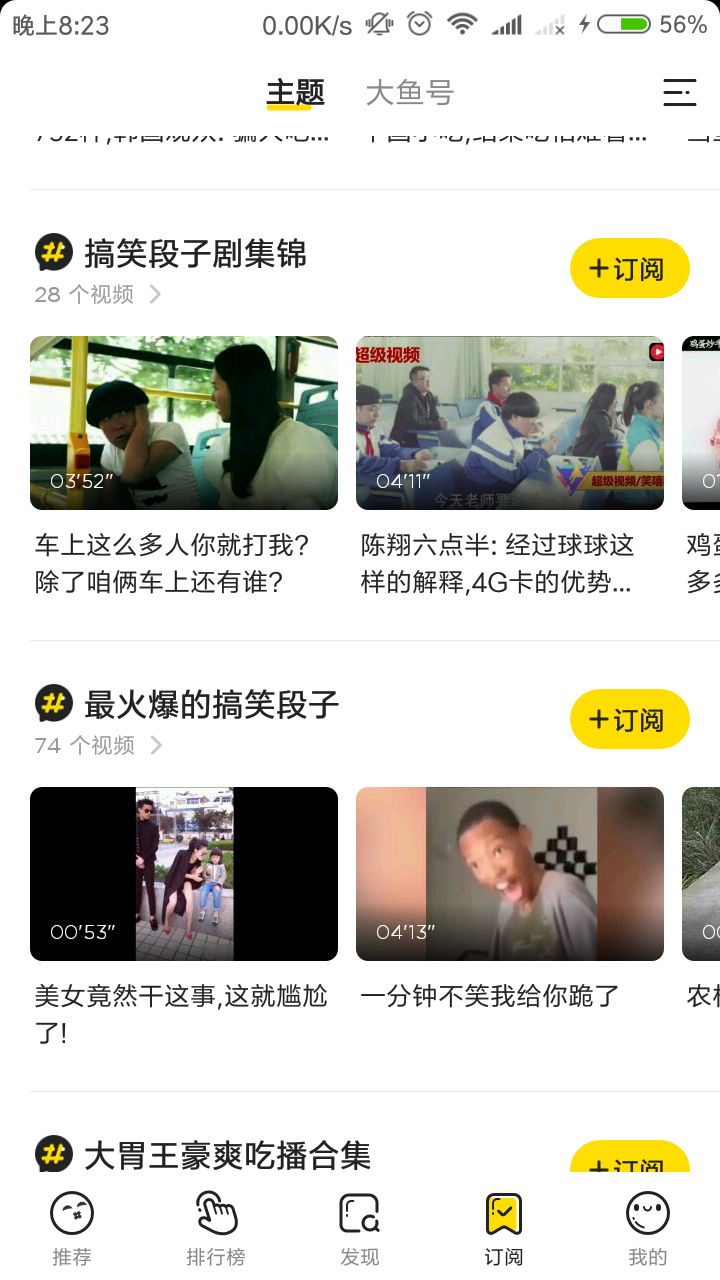 晚上8:23 0.00K/s 56%
主题 大鱼号
搞笑段子剧集锦
+订阅
28 个视频
超级视频
03′52″
04′11″
今天老师要
超级视频/笑嘻
车上这么多人你就打我?
除了咱俩车上还有谁?
陈翔六点半: 经过球球这
样的解释,4G卡的优势...
最火爆的搞笑段子
+订阅
74 个视频
00′53″
04′13″
美女竟然干这事,这就尴尬
了!
一分钟不笑我给你跪了
大胃王豪爽吃播合集
+订阅
推荐 排行榜 发现 订阅 我的